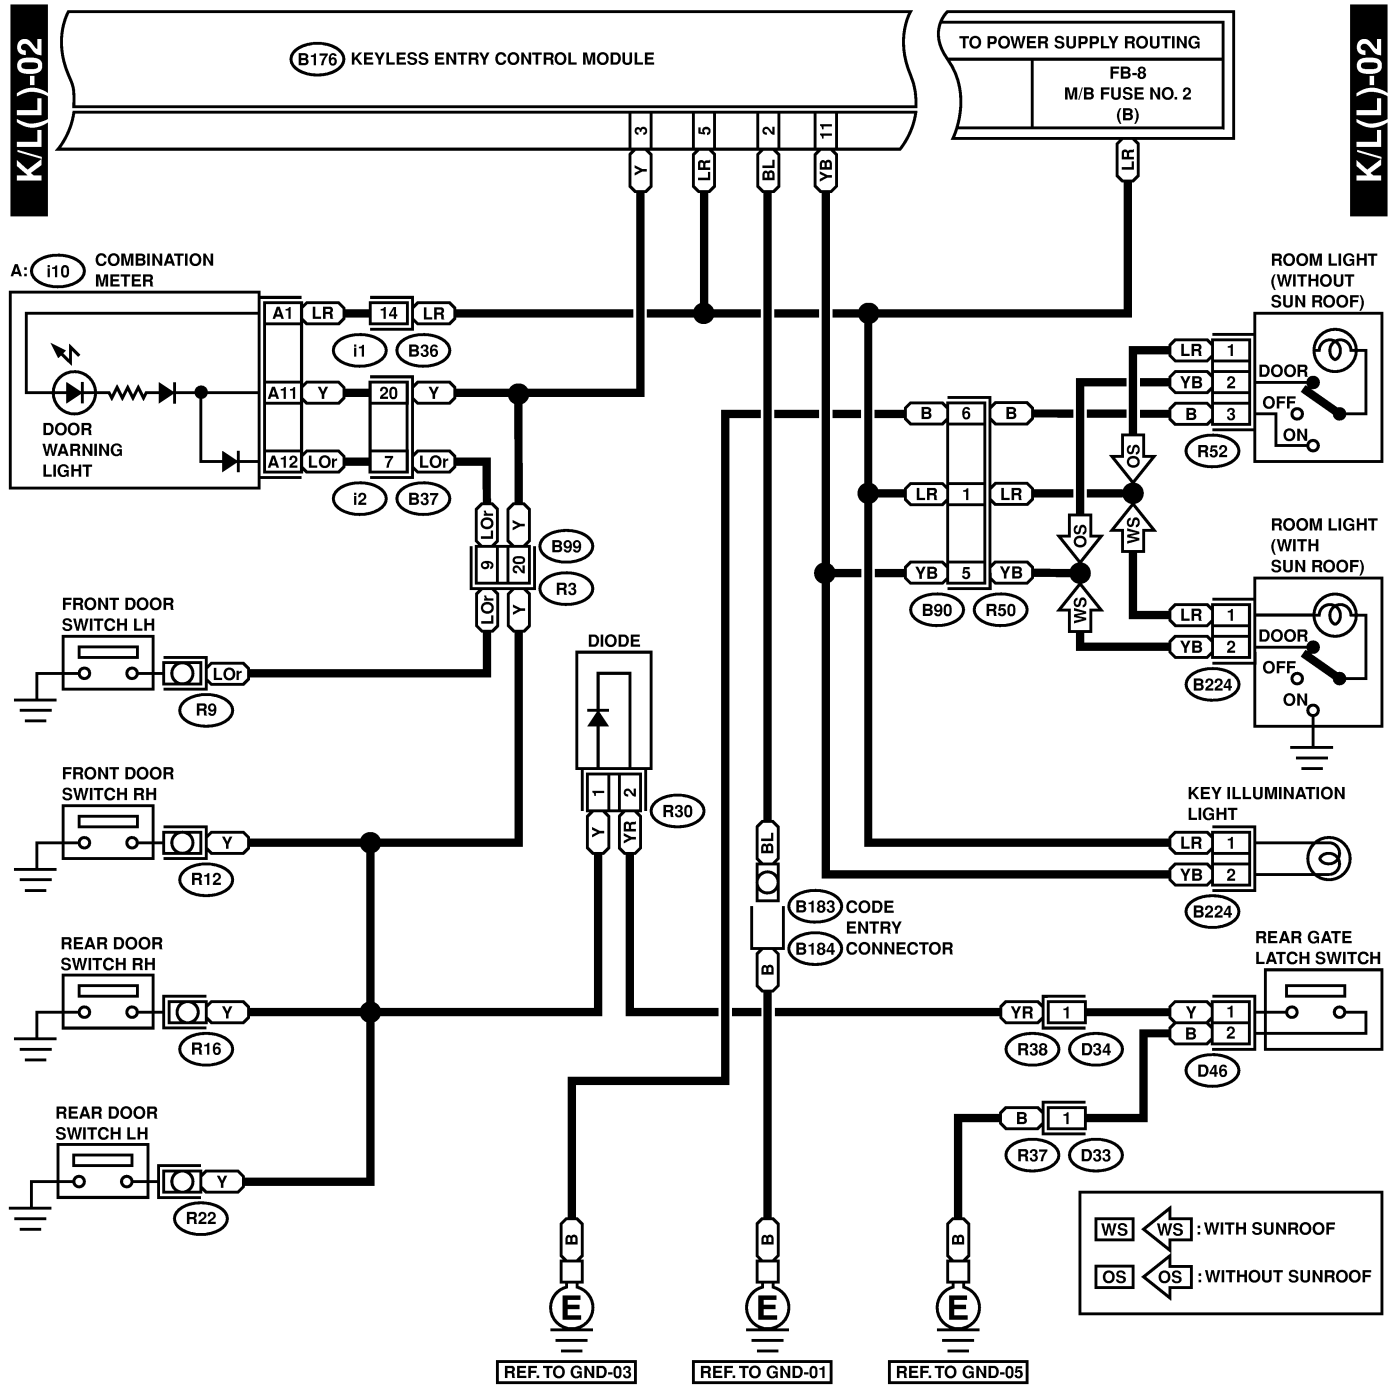 K/L(L)-02
B176 KEYLESS ENTRY CONTROL MODULE
TO POWER SUPPLY ROUTING
FB-8
M/B FUSE NO. 2
(B)
K/L(L)-02
3 5 2 11
Y LR BL YB LR
A: i10 COMBINATION
METER
A1 LR 14 LR
i1 B36
A11 Y 20 Y
DOOR
WARNING
LIGHT
A12 LOr 7 LOr
i2 B37
ROOM LIGHT
(WITHOUT
SUN ROOF)
LR 1
YB 2
B 3
DOOR
OFF
ON
R52
B 6 B
LR 1 LR
YB 5 YB
B90 R50
OS
OS
WS
WS
ROOM LIGHT
(WITH
SUN ROOF)
LR 1
YB 2
DOOR
OFF
ON
B224
LOr Y
9 20
LOr Y
B99
R3
FRONT DOOR
SWITCH LH
LOr
R9
DIODE
1 2
Y YR
R30
FRONT DOOR
SWITCH RH
Y
R12
KEY ILLUMINATION
LIGHT
LR 1
YB 2
B224
BL
B183 CODE
ENTRY
B184 CONNECTOR
B
REAR DOOR
SWITCH RH
Y
R16
REAR GATE
LATCH SWITCH
YR 1 Y 1
B 2
R38 D34
D46
B 1
R37 D33
REAR DOOR
SWITCH LH
Y
R22
B B B
E E E
REF. TO GND-03 REF. TO GND-01 REF. TO GND-05
WS WS : WITH SUNROOF
OS OS : WITHOUT SUNROOF